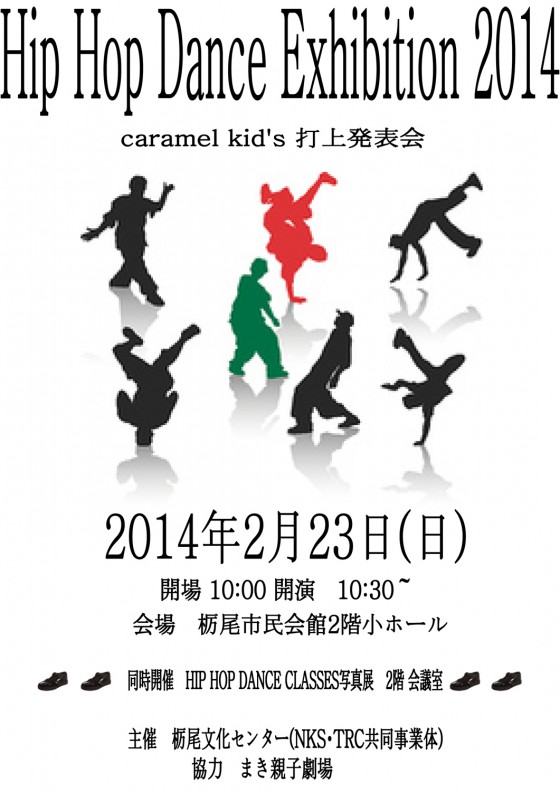 Hip Hop Dance Exhibition 2014
caramel kid's 打上発表会
2014年2月23日(日)
開場 10:00 開演　10:30~
会場　栃尾市民会館2階小ホール
同時開催　HIP HOP DANCE CLASSES写真展　2階 会議室
主催　栃尾文化センター(NKS・TRC共同事業体)
協力　まき親子劇場